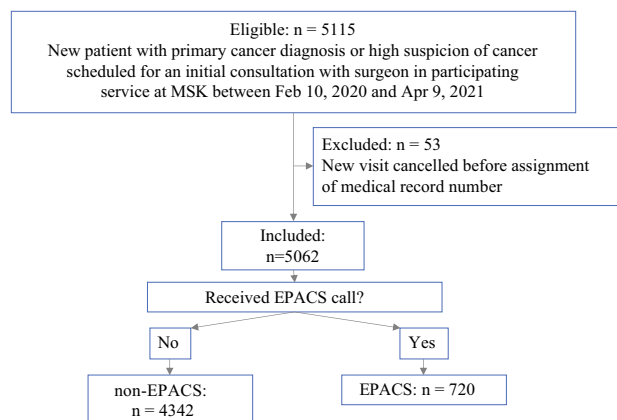 Eligible: n = 5115
New patient with primary cancer diagnosis or high suspicion of cancer
scheduled for an initial consultation with surgeon in participating
service at MSK between Feb 10, 2020 and Apr 9, 2021
Excluded: n = 53
New visit cancelled before assignment
of medical record number
Included:
n=5062
Received EPACS call?
No
Yes
non-EPACS:
n = 4342
EPACS: n = 720